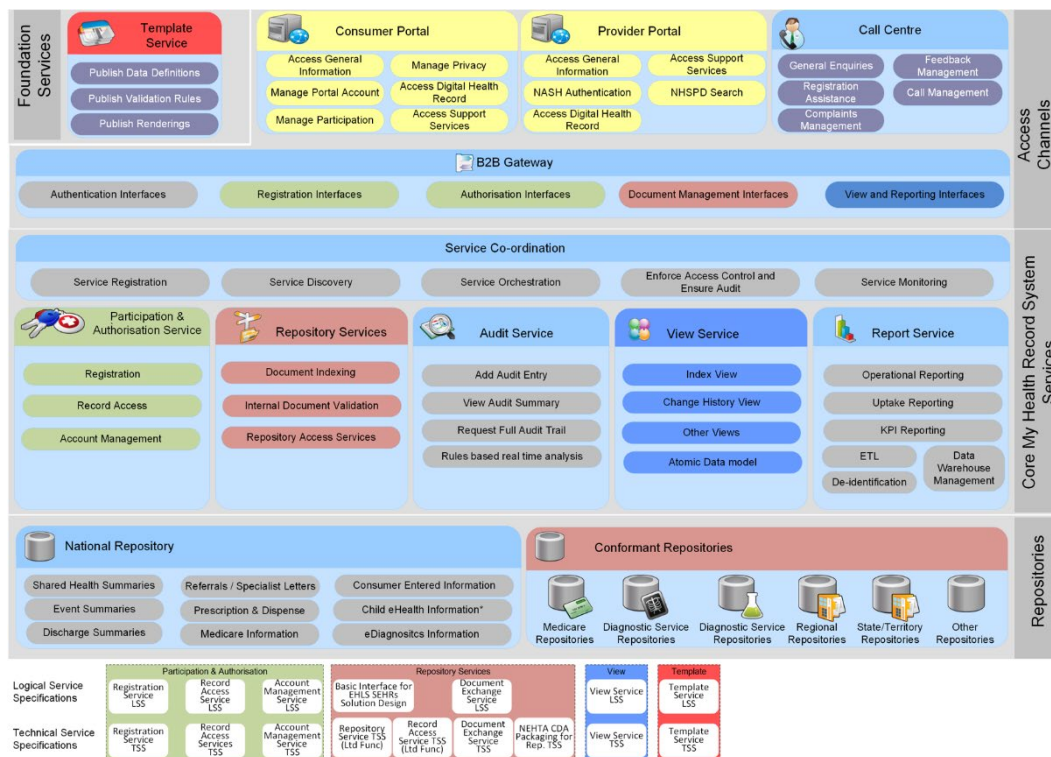 Foundation
Services
Template
Service
Publish Data Definitions
Publish Validation Rules
Publish Renderings
Consumer Portal
Access General
Information
Manage Privacy
Manage Portal Account
Access Digital Health
Record
Manage Participation
Access Support
Services
Provider Portal
Access General
Information
Access Support
Services
NASH Authentication
NHSPD Search
Access Digital Health
Record
Call Centre
General Enquiries
Feedback
Management
Registration
Assistance
Call Management
Complaints
Management
Access
Channels
B2B Gateway
Authentication Interfaces
Registration Interfaces
Authorisation Interfaces
Document Management Interfaces
View and Reporting Interfaces
Service Co-ordination
Service Registration
Service Discovery
Service Orchestration
Enforce Access Control and
Ensure Audit
Service Monitoring
Core My Health Record System
Services
Participation &
Authorisation Service
Registration
Record Access
Account Management
Repository Services
Document Indexing
Internal Document Validation
Repository Access Services
Audit Service
Add Audit Entry
View Audit Summary
Request Full Audit Trail
Rules based real time analysis
View Service
Index View
Change History View
Other Views
Atomic Data model
Report Service
Operational Reporting
Uptake Reporting
KPI Reporting
ETL
Data
Warehouse
Management
De-identification
National Repository
Shared Health Summaries
Referrals / Specialist Letters
Consumer Entered Information
Event Summaries
Prescription & Dispense
Child eHealth Information*
Discharge Summaries
Medicare Information
eDiagnositcs Information
Conformant Repositories
Medicare
Repositories
Diagnostic Service
Repositories
Diagnostic Service
Repositories
Regional
Repositories
State/Territory
Repositories
Other
Repositories
Repositories
Participation & Authorisation
Repository Services
View
Template
Logical Service
Specifications
Registration
Service
LSS
Record
Access
Service
LSS
Account
Management
Service
LSS
Basic Interface for
EHLS SEHRs
Solution Design
Document
Exchange
Service
LSS
View Service
LSS
Template
Service
LSS
Technical Service
Specifications
Registration
Service
TSS
Record
Access
Services
TSS
Account
Management
Service
TSS
Repository
Service TSS
(Ltd Func)
Record
Access
Service TSS
(Ltd Func)
Document
Exchange
Service
TSS
NEHTA CDA
Packaging for
Rep. TSS
View Service
TSS
Template
Service
TSS